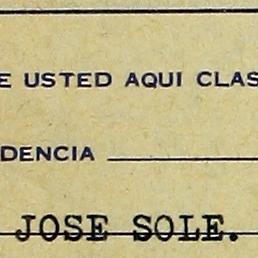 E USTED AQUI CLAS
DENCIA
JOSE SOLE.